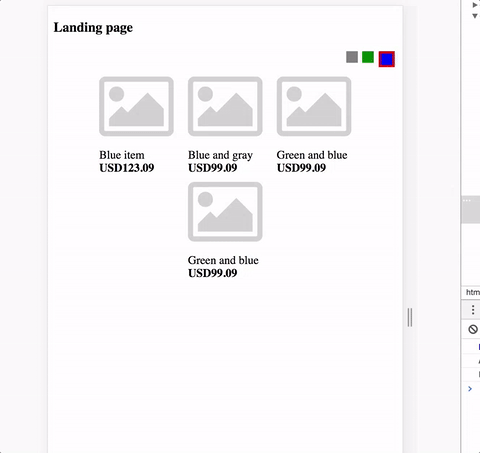 Landing page
Blue item
USD123.09
Blue and gray
USD99.09
Green and blue
USD99.09
Green and blue
USD99.09